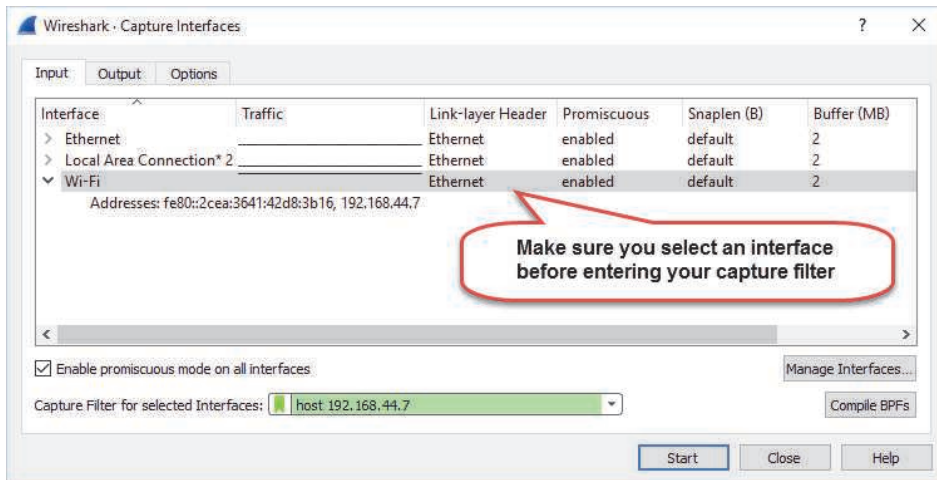 Wireshark · Capture Interfaces ? ×
Input Output Options
Interface Traffic Link-layer Header Promiscuous Snaplen (B) Buffer (MB)
Ethernet Ethernet enabled default 2
Local Area Connection* 2 Ethernet enabled default 2
Wi-Fi Ethernet enabled default 2
Addresses: fe80::2cea:3641:42d8:3b16, 192.168.44.7
Make sure you select an interface
before entering your capture filter
Enable promiscuous mode on all interfaces Manage Interfaces...
Capture Filter for selected Interfaces: host 192.168.44.7 Compile BPFs
Start Close Help